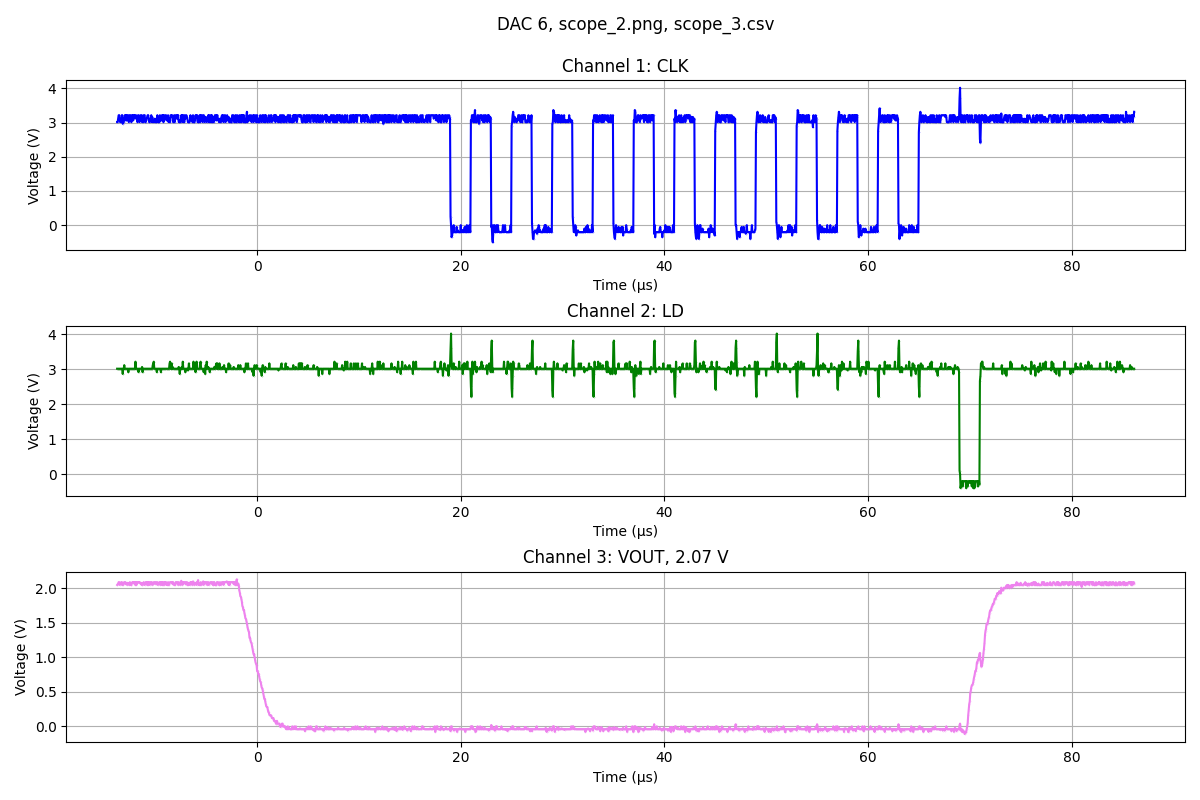 DAC 6, scope_2.png, scope_3.csv
Channel 1: CLK
Voltage (V)
4
3
2
1
0
0 20 40 60 80
Time (µs)
Channel 2: LD
Voltage (V)
4
3
2
1
0
0 20 40 60 80
Time (µs)
Channel 3: VOUT, 2.07 V
Voltage (V)
2.0
1.5
1.0
0.5
0.0
0 20 40 60 80
Time (µs)